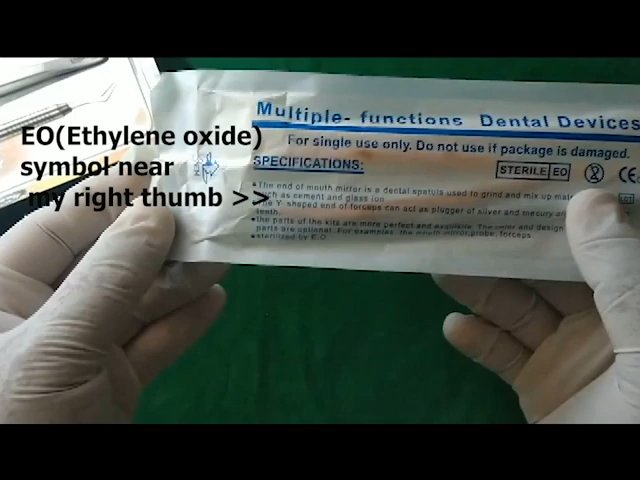 Multiple- functions Dental Devices
EO(Ethylene oxide)
For single use only. Do not use if package is damaged.
symbol near
SPECIFICATIONS:
STERILE EO
CE
my right thumb >>
The end of mouth mirror is a dental spatula used to grind and mix up
such as cement and glass ion
Y shaped end of forceps can act as plugger of silver and mecury
teeth.
the parts of the kits are more perfect and exquisite. The color and design
parts are optional. For examples, the mouth mirror, probe, forceps
sterilized by E.O
LOT